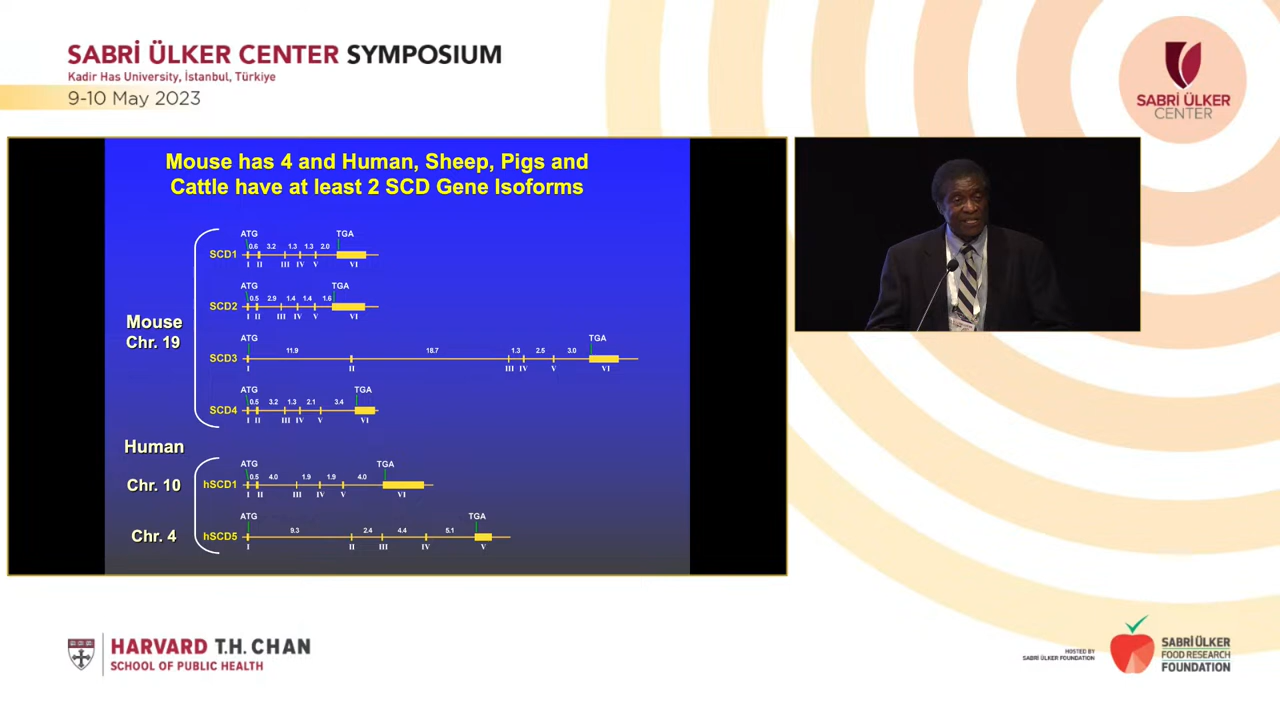 SABRİ ÜLKER CENTER SYMPOSIUM
Kadir Has University, İstanbul, Türkiye
9-10 May 2023
SABRİ ÜLKER
CENTER
Mouse has 4 and Human, Sheep, Pigs and
Cattle have at least 2 SCD Gene Isoforms
Mouse
Chr. 19
ATG TGA
0.6 3.2 1.3 1.3 2.0
SCD1
I II III IV V VI
ATG TGA
0.5 2.9 1.4 1.4 1.6
SCD2
I II III IV V VI
ATG TGA
11.9 18.7 1.3 2.5 3.0
SCD3
I II III IV V VI
ATG TGA
0.5 3.2 1.3 2.1 3.4
SCD4
I II III IV V VI
Human
Chr. 10
ATG TGA
0.5 4.0 1.9 1.9 4.0
hSCD1
I II III IV V VI
Chr. 4
ATG TGA
9.3 2.4 4.4 5.1
hSCD5
I II III IV V
HARVARD T.H. CHAN
SCHOOL OF PUBLIC HEALTH
HOSTED BY
SABRİ ÜLKER FOUNDATION
SABRİ ÜLKER
FOOD RESEARCH
FOUNDATION